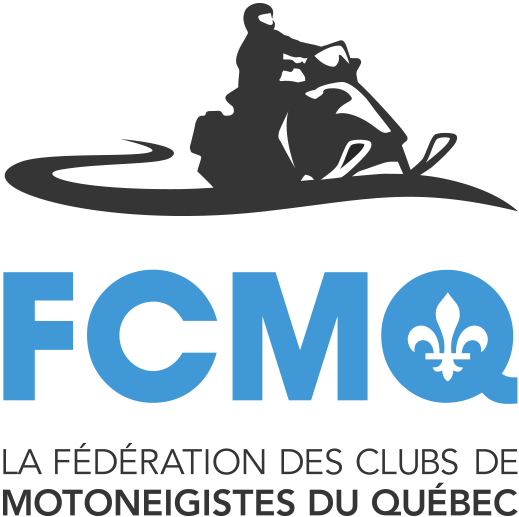 FCMQ
LA FÉDÉRATION DES CLUBS DE
MOTONEIGISTES DU QUÉBEC